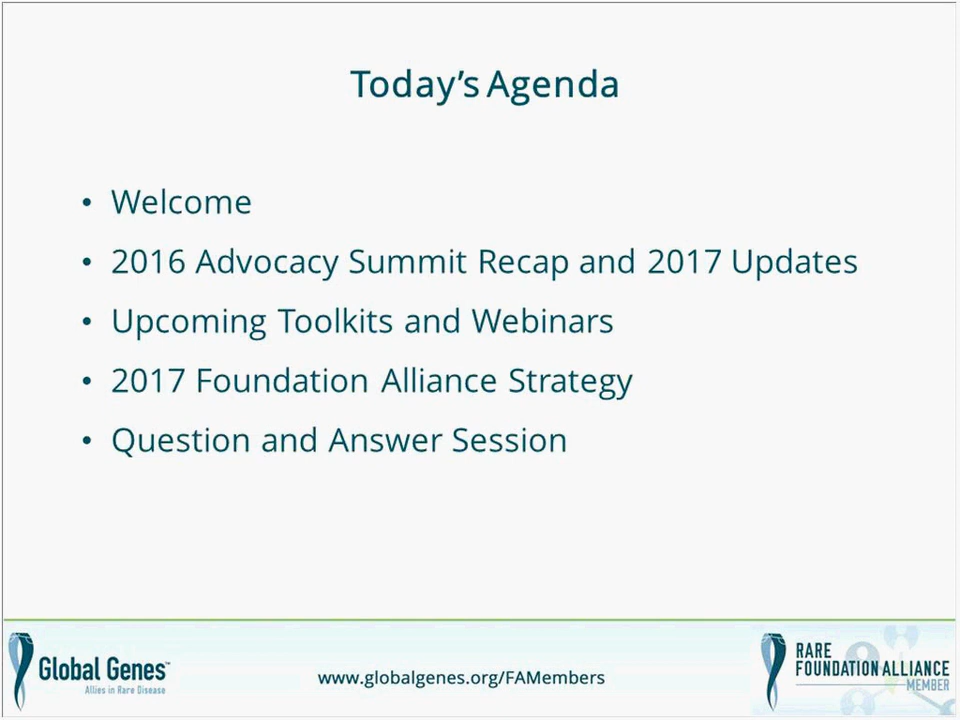 Today's Agenda
• Welcome
• 2016 Advocacy Summit Recap and 2017 Updates
• Upcoming Toolkits and Webinars
• 2017 Foundation Alliance Strategy
• Question and Answer Session
Global Genes™
Allies in Rare Disease
www.globalgenes.org/FAMembers
RARE
FOUNDATION ALLIANCE
MEMBER